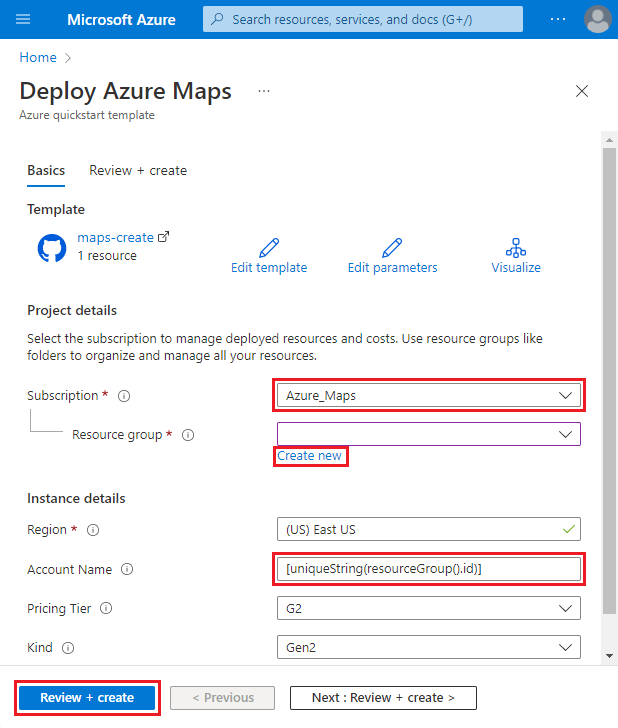 Microsoft Azure
Search resources, services, and docs (G+/)
Home
Deploy Azure Maps
Azure quickstart template
Basics
Review + create
Template
maps-create
1 resource
Edit template
Edit parameters
Visualize
Project details
Select the subscription to manage deployed resources and costs. Use resource groups like
folders to organize and manage all your resources.
Subscription *
Azure_Maps
Resource group *
Create new
Instance details
Region *
(US) East US
Account Name
[uniqueString(resourceGroup().id)]
Pricing Tier
G2
Kind
Gen2
Review + create
< Previous
Next : Review + create >